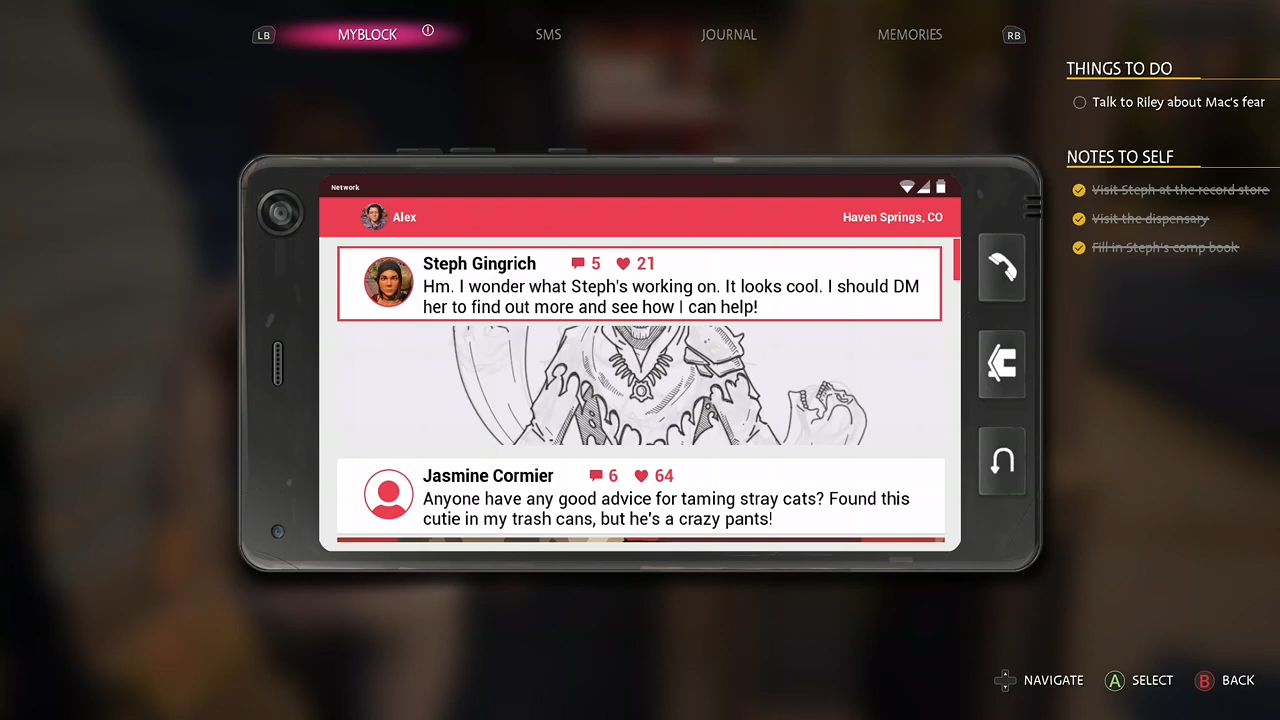 LB MYBLOCK SMS JOURNAL MEMORIES RB
THINGS TO DO
Talk to Riley about Mac's fear
NOTES TO SELF
Visit Steph at the record store
Visit the dispensary
Fill in Steph's comp book
Network
Alex Haven Springs, CO
Steph Gingrich 5 21
Hm. I wonder what Steph's working on. It looks cool. I should DM
her to find out more and see how I can help!
Jasmine Cormier 6 64
Anyone have any good advice for taming stray cats? Found this
cutie in my trash cans, but he's a crazy pants!
NAVIGATE A SELECT B BACK